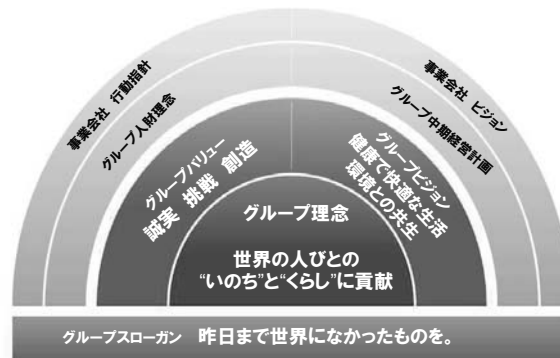 事業会社 行動指針
グループ人財理念
事業会社 ビジョン
グループ中期経営計画
グループバリュー
誠実 挑戦 創造
グループビジョン
健康で快適な生活
環境との共生
グループ理念
世界の人びとの
“いのち”と“くらし”に貢献
グループスローガン 昨日まで世界になかったものを。